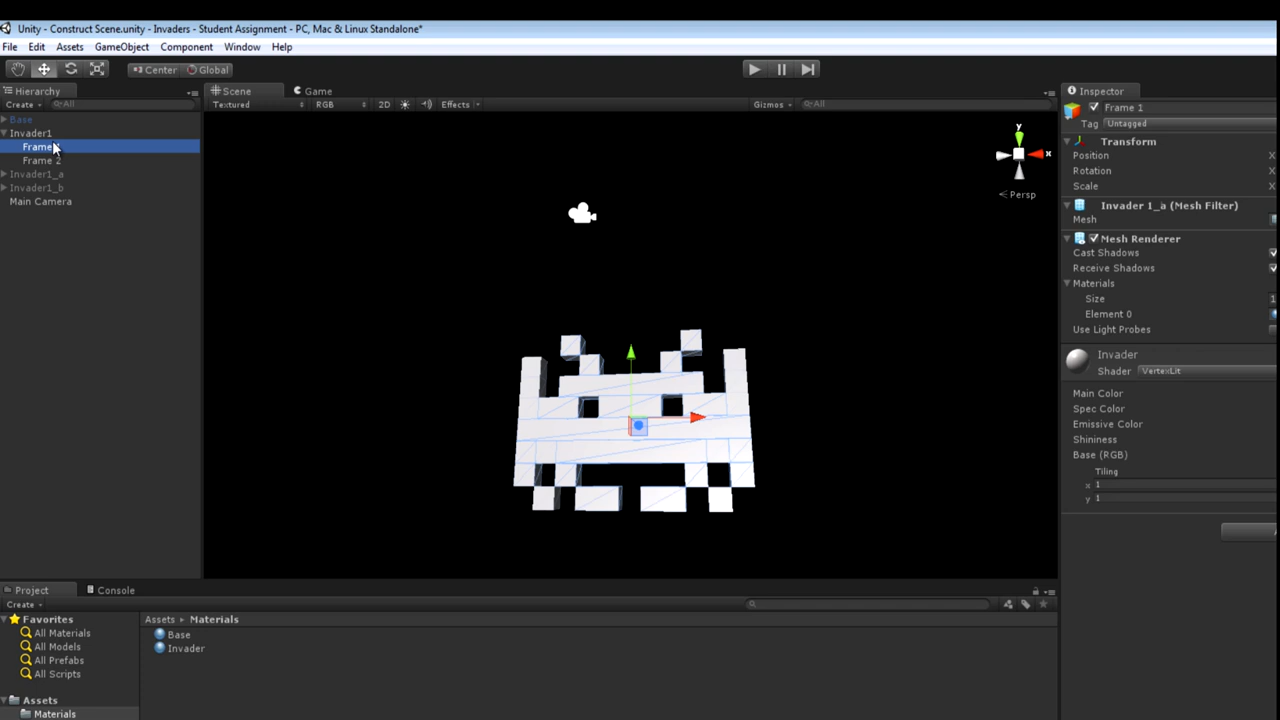 Unity - Construct Scene.unity - Invaders - Student Assignment - PC, Mac & Linux Standalone*
File Edit Assets GameObject Component Window Help
Center Global
Hierarchy
Create All
Base
Invader1
Frame
Frame 2
Invader1_a
Invader1_b
Main Camera
Scene Game
Textured RGB 2D Effects Gizmos All
y
x
Persp
Inspector
Frame 1
Tag Untagged
Transform
Position X
Rotation X
Scale X
Invader 1_a (Mesh Filter)
Mesh
Mesh Renderer
Cast Shadows
Receive Shadows
Materials
Size 1
Element 0
Use Light Probes
Invader
Shader VertexLit
Main Color
Spec Color
Emissive Color
Shininess
Base (RGB)
Tiling
x 1
y 1
Project Console
Create
Favorites
All Materials
All Models
All Prefabs
All Scripts
Assets
Materials
Assets Materials
Base
Invader